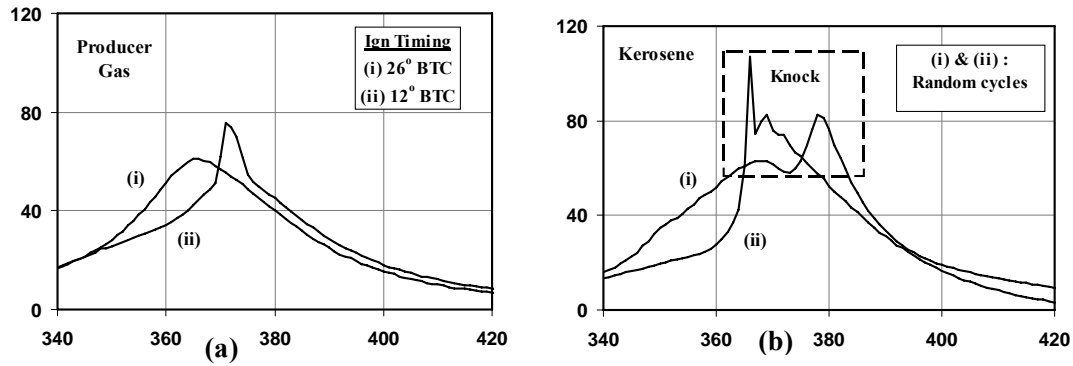 120
80
40
0
Producer
Gas
Ign Timing
(i) 26° BTC
(ii) 12° BTC
(i)
(ii)
340
360
380
400
420
(a)
120
80
40
0
Kerosene
Knock
(i) & (ii) :
Random cycles
(i)
(ii)
340
360
380
400
420
(b)